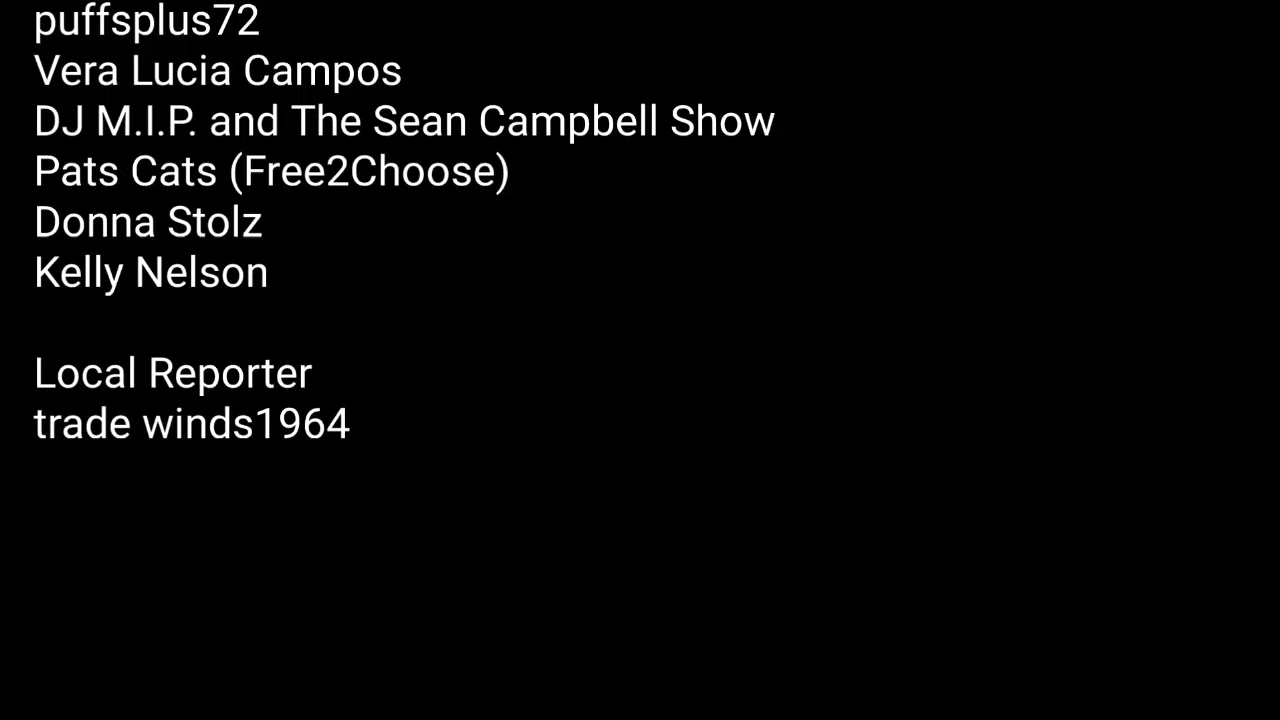 puffsplus72
Vera Lucia Campos
DJ M.I.P. and The Sean Campbell Show
Pats Cats (Free2Choose)
Donna Stolz
Kelly Nelson
Local Reporter
trade winds1964